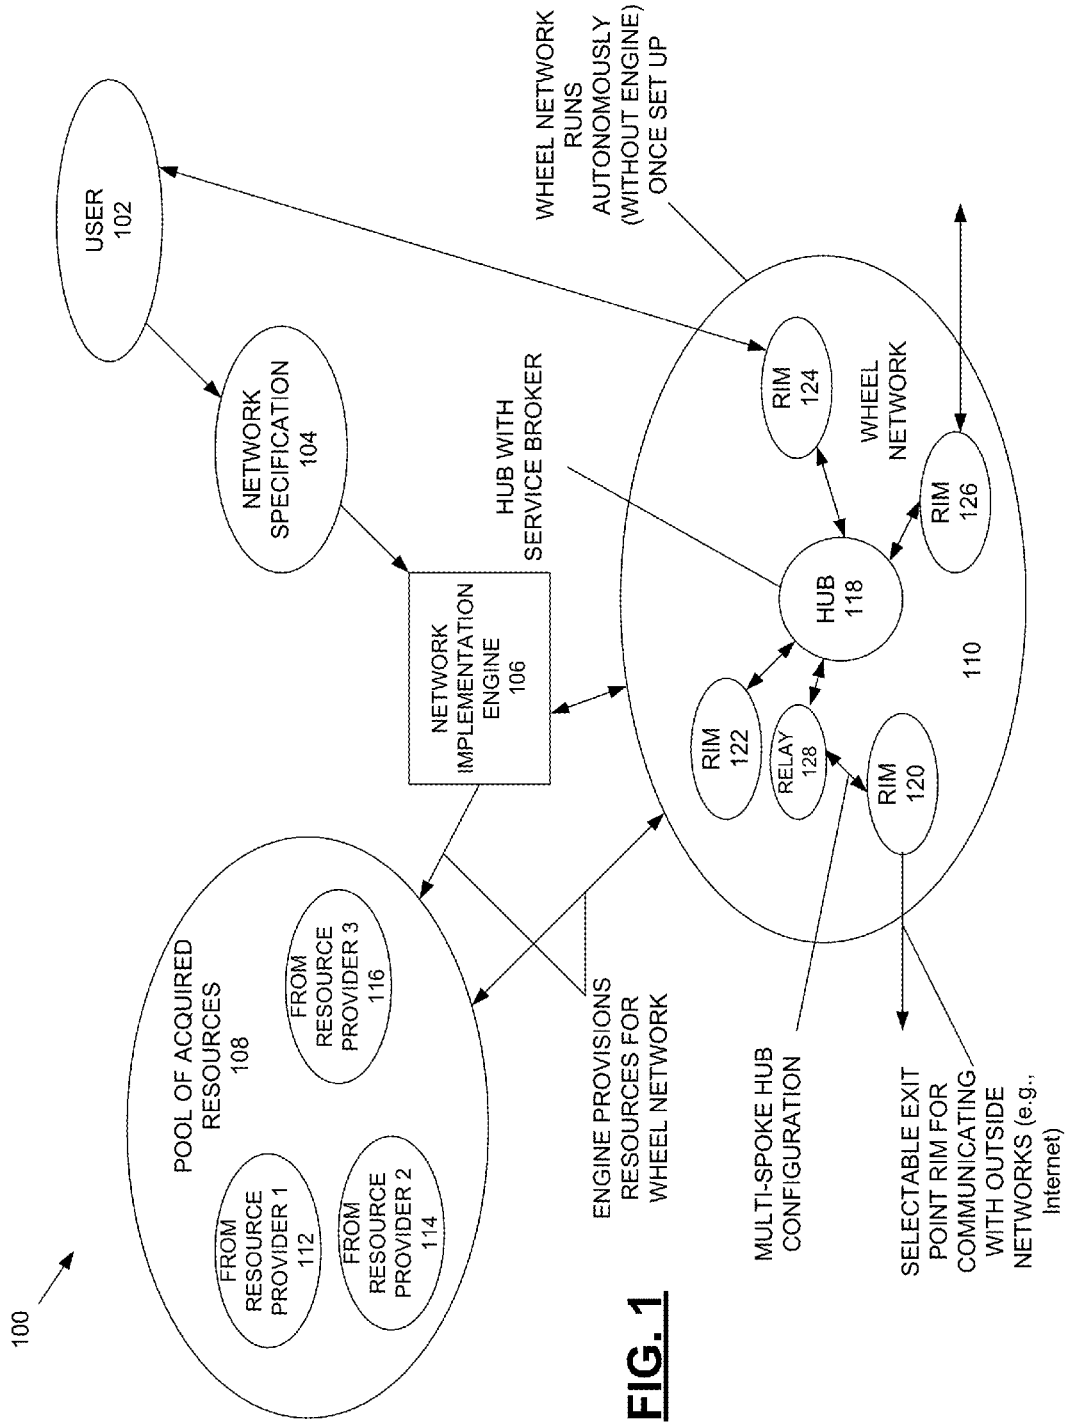 100
POOL OF ACQUIRED
RESOURCES
108
FROM
RESOURCE
PROVIDER 1
112
FROM
RESOURCE
PROVIDER 2
114
FROM
RESOURCE
PROVIDER 3
116
USER
102
NETWORK
SPECIFICATION
104
NETWORK
IMPLEMENTATION
ENGINE
106
ENGINE PROVISIONS
RESOURCES FOR
WHEEL NETWORK
HUB WITH
SERVICE BROKER
WHEEL NETWORK
RUNS
AUTONOMOUSLY
(WITHOUT ENGINE)
ONCE SET UP
RIM
122
RELAY
128
RIM
120
HUB
118
RIM
124
WHEEL
NETWORK
RIM
126
110
MULTI-SPOKE HUB
CONFIGURATION
SELECTABLE EXIT
POINT RIM FOR
COMMUNICATING
WITH OUTSIDE
NETWORKS (e.g.,
Internet)
FIG. 1